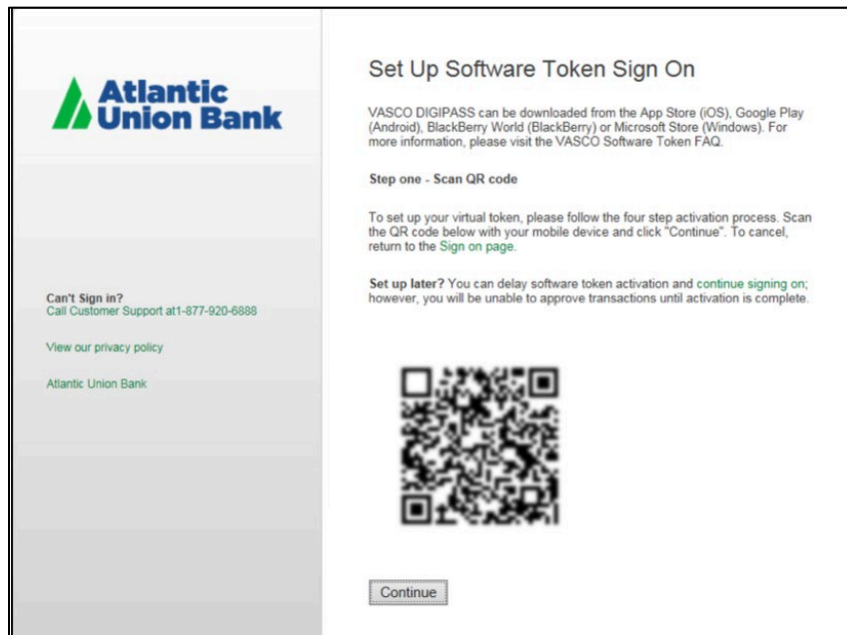 Atlantic
Union Bank
Can't Sign in?
Call Customer Support at1-877-920-6888
View our privacy policy
Atlantic Union Bank
Set Up Software Token Sign On
VASCO DIGIPASS can be downloaded from the App Store (iOS), Google Play
(Android), BlackBerry World (BlackBerry) or Microsoft Store (Windows). For
more information, please visit the VASCO Software Token FAQ.
Step one - Scan QR code
To set up your virtual token, please follow the four step activation process. Scan
the QR code below with your mobile device and click "Continue". To cancel,
return to the Sign on page.
Set up later? You can delay software token activation and continue signing on;
however, you will be unable to approve transactions until activation is complete.
Continue